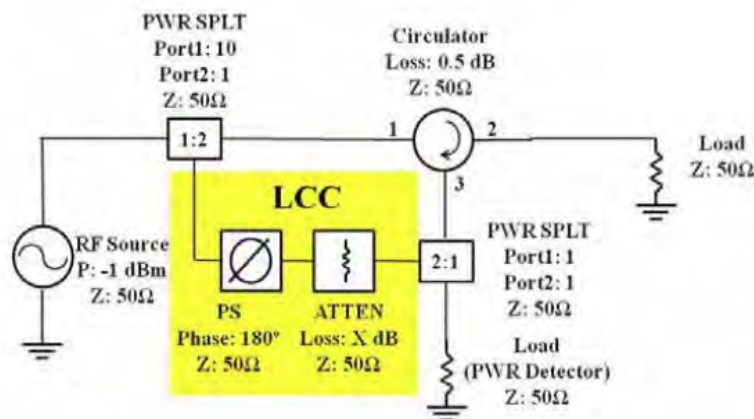 PWR SPLT
Port1: 10
Port2: 1
Z: 50Ω
1:2
Circulator
Loss: 0.5 dB
Z: 50Ω
1
2
3
Load
Z: 50Ω
LCC
RF Source
P: -1 dBm
Z: 50Ω
PS
Phase: 180°
Z: 50Ω
ATTEN
Loss: X dB
Z: 50Ω
2:1
PWR SPLT
Port1: 1
Port2: 1
Z: 50Ω
Load
(PWR Detector)
Z: 50Ω